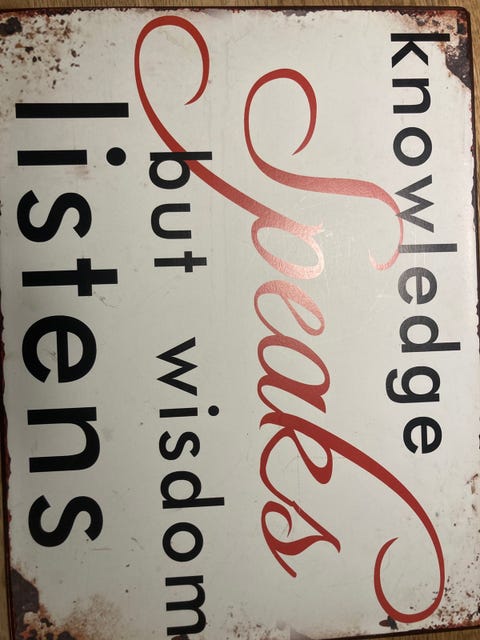 knowledge
Speaks
but wisdom
listens